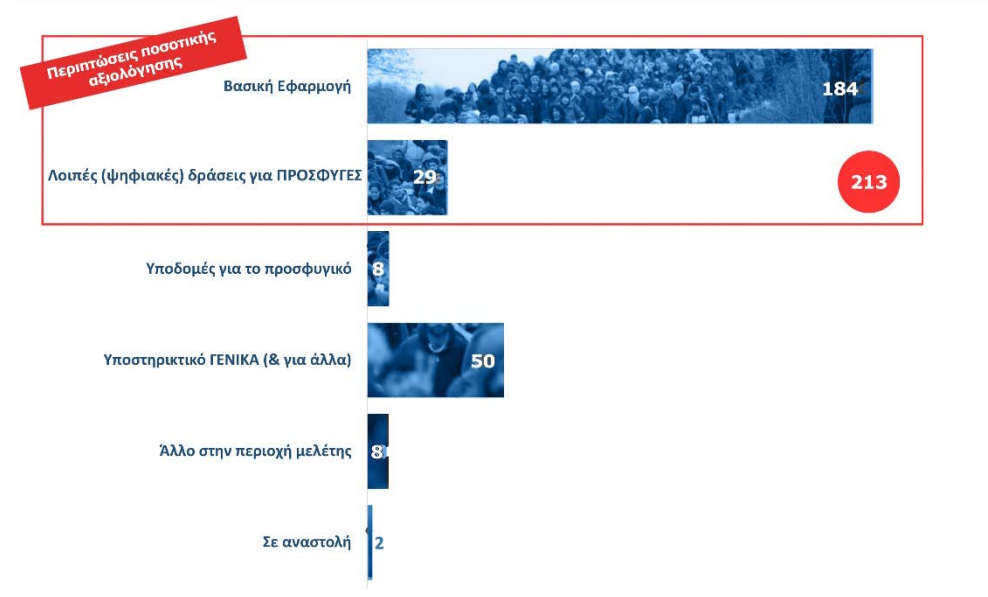 Περιπτώσεις ποσοτικής
αξιολόγησης
Βασική Εφαρμογή
184
Λοιπές (ψηφιακές) δράσεις για ΠΡΟΣΦΥΓΕΣ
29
213
Υποδομές για το προσφυγικό
8
Υποστηρικτικό ΓΕΝΙΚΑ (& για άλλα)
50
Άλλο στην περιοχή μελέτης
8
Σε αναστολή
2